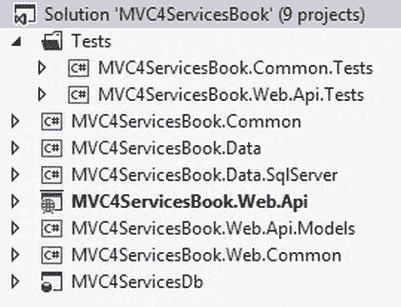 Solution 'MVC4ServicesBook' (9 projects)
Tests
C# MVC4ServicesBook.Common.Tests
C# MVC4ServicesBook.Web.Api.Tests
C# MVC4ServicesBook.Common
C# MVC4ServicesBook.Data
C# MVC4ServicesBook.Data.SqlServer
MVC4ServicesBook.Web.Api
C# MVC4ServicesBook.Web.Api.Models
C# MVC4ServicesBook.Web.Common
MVC4ServicesDb